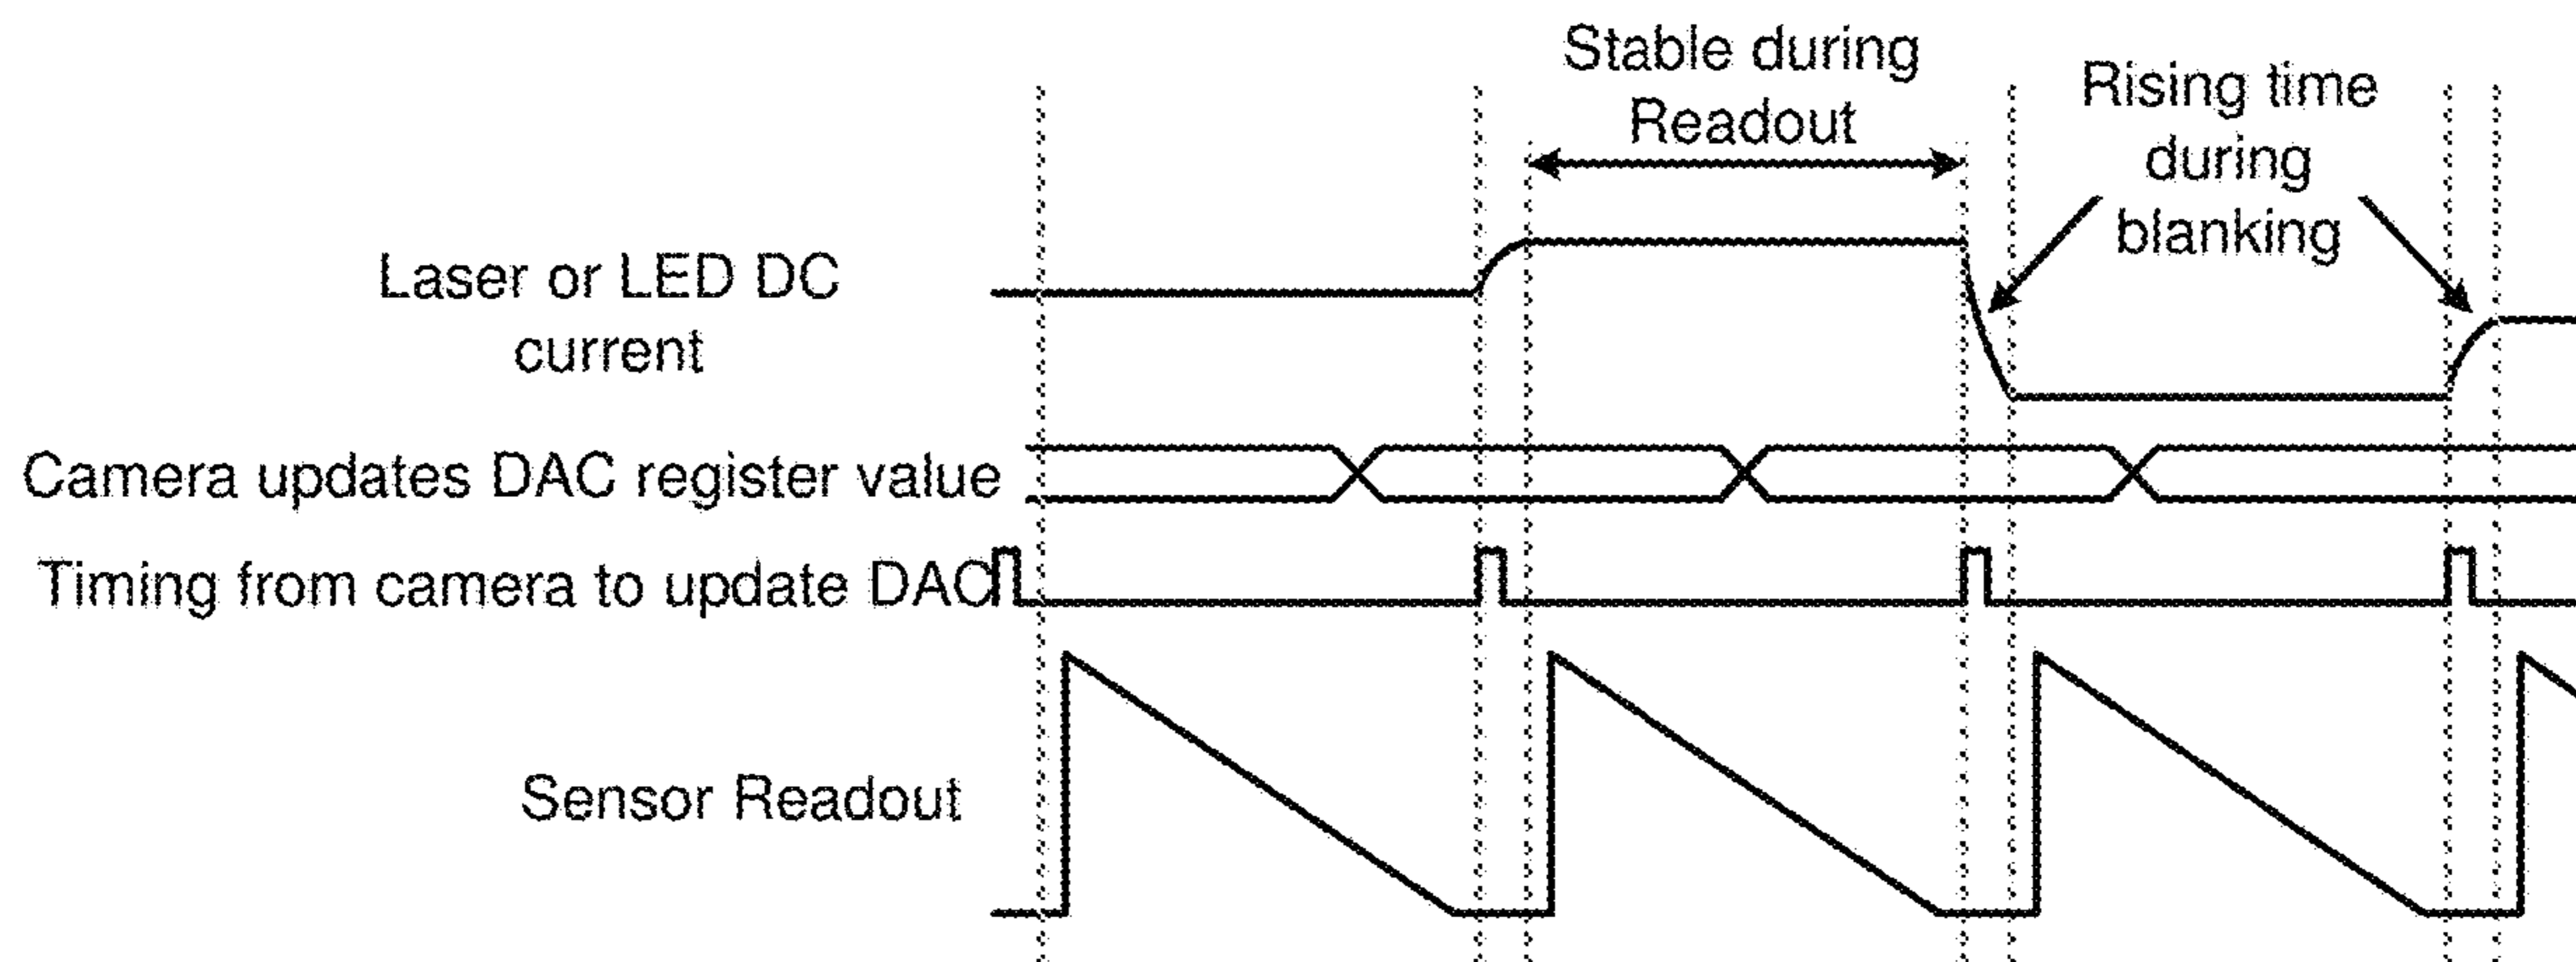 Stable during
Readout
Rising time
during
blanking
Laser or LED DC
current
Camera updates DAC register value
Timing from camera to update DAC
Sensor Readout